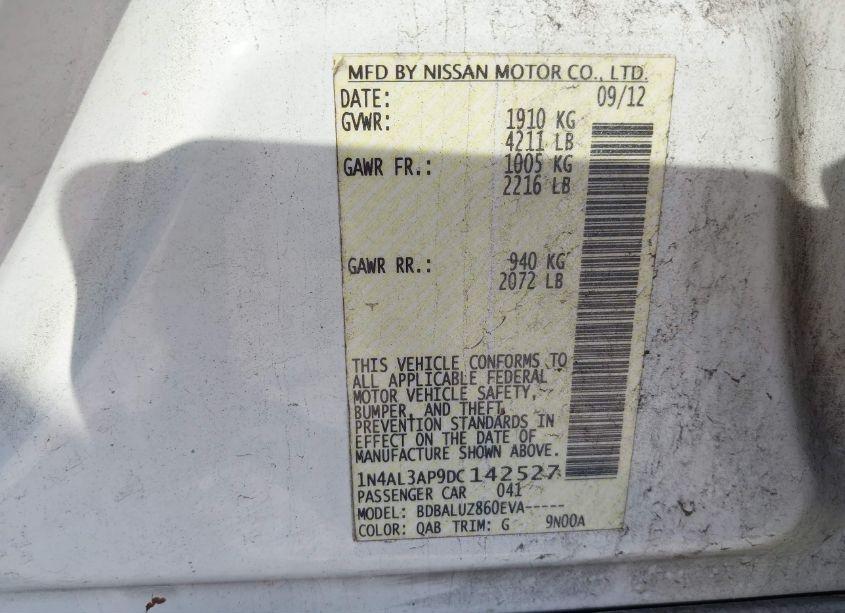 MFD BY NISSAN MOTOR CO., LTD.
DATE: 09/12
GVWR: 1910 KG
4211 LB
GAWR FR.: 1005 KG
2216 LB
GAWR RR.: 940 KG
2072 LB
THIS VEHICLE CONFORMS TO
ALL APPLICABLE FEDERAL
MOTOR VEHICLE SAFETY,
BUMPER, AND THEFT
PREVENTION STANDARDS IN
EFFECT ON THE DATE OF
MANUFACTURE SHOWN ABOVE.
1N4AL3AP9DC142527
PASSENGER CAR 041
MODEL: BDBALUZ860EVA-----
COLOR: QAB TRIM: G 9N00A